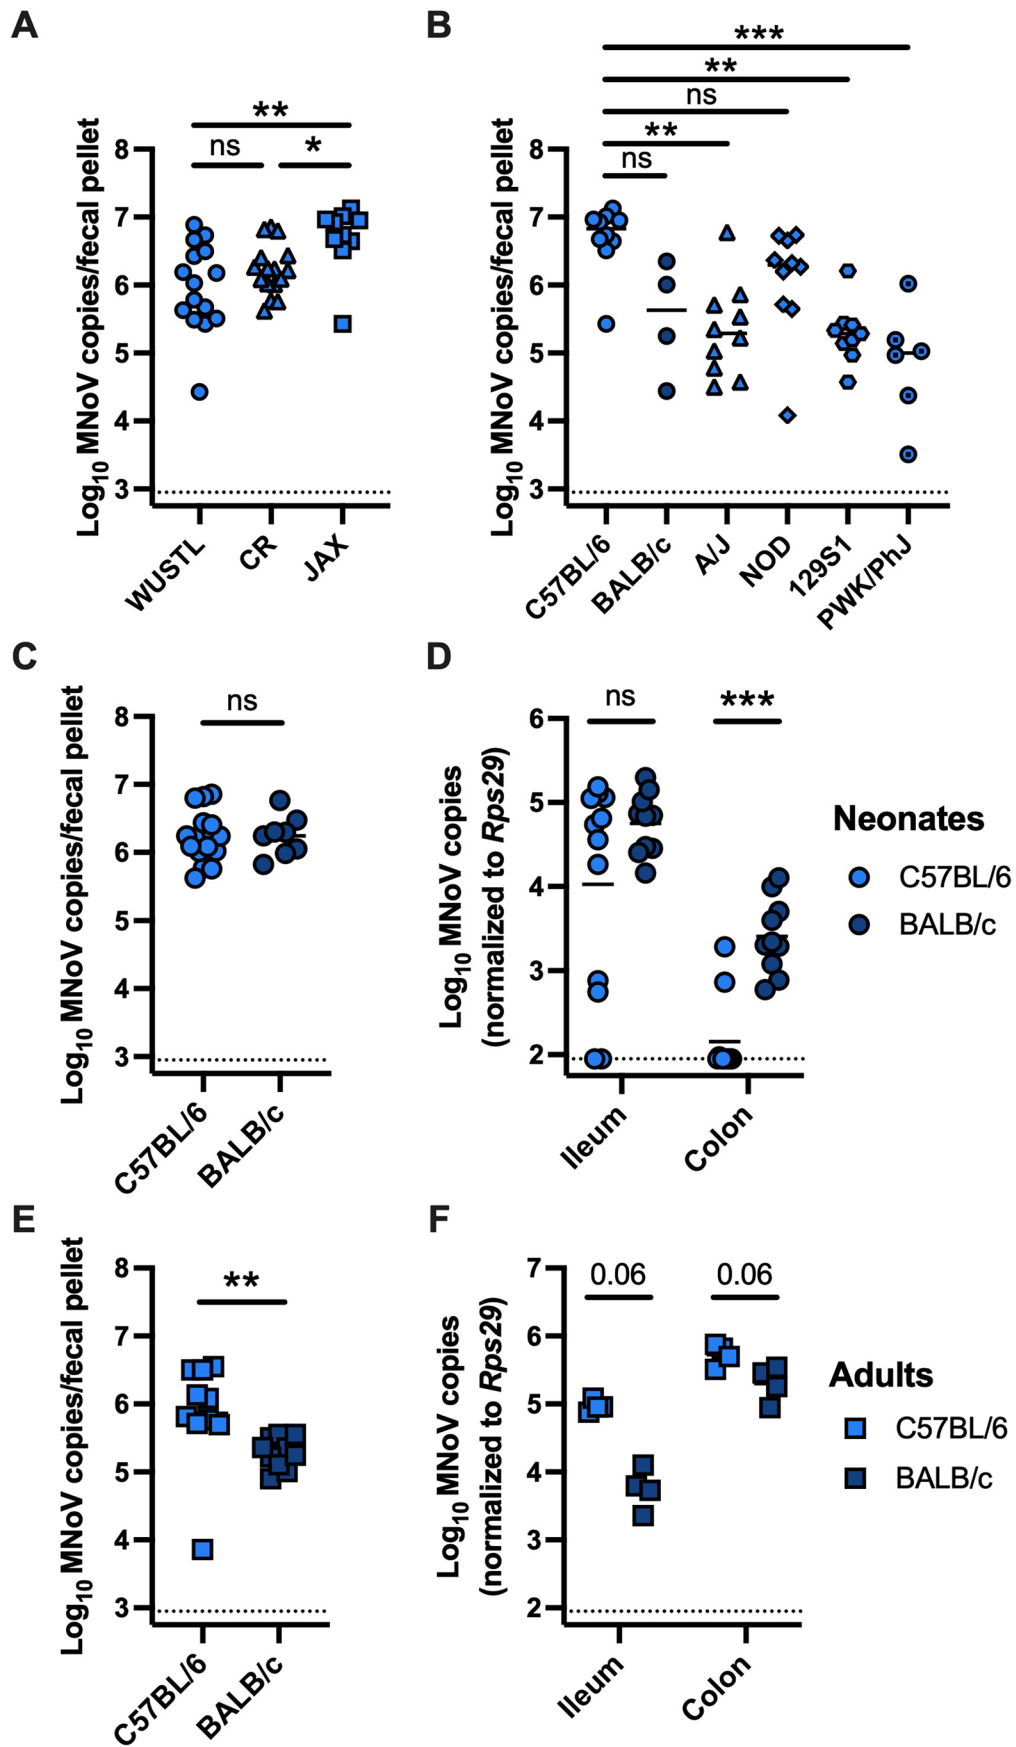 A
Log10 MNoV copies/fecal pellet
8
7
6
5
4
3
**
ns
*
WUSTL
CR
JAX
B
Log10 MNoV copies/fecal pellet
8
7
6
5
4
3
***
**
ns
**
ns
C57BL/6
BALB/c
A/J
NOD
129S1
PWK/PhJ
C
Log10 MNoV copies/fecal pellet
8
7
6
5
4
3
ns
C57BL/6
BALB/c
D
Log10 MNoV copies
(normalized to Rps29)
6
5
4
3
2
ns
***
Ileum
Colon
Neonates
C57BL/6
BALB/c
E
Log10 MNoV copies/fecal pellet
8
7
6
5
4
3
**
C57BL/6
BALB/c
F
Log10 MNoV copies
(normalized to Rps29)
7
6
5
4
3
2
0.06
0.06
Ileum
Colon
Adults
C57BL/6
BALB/c